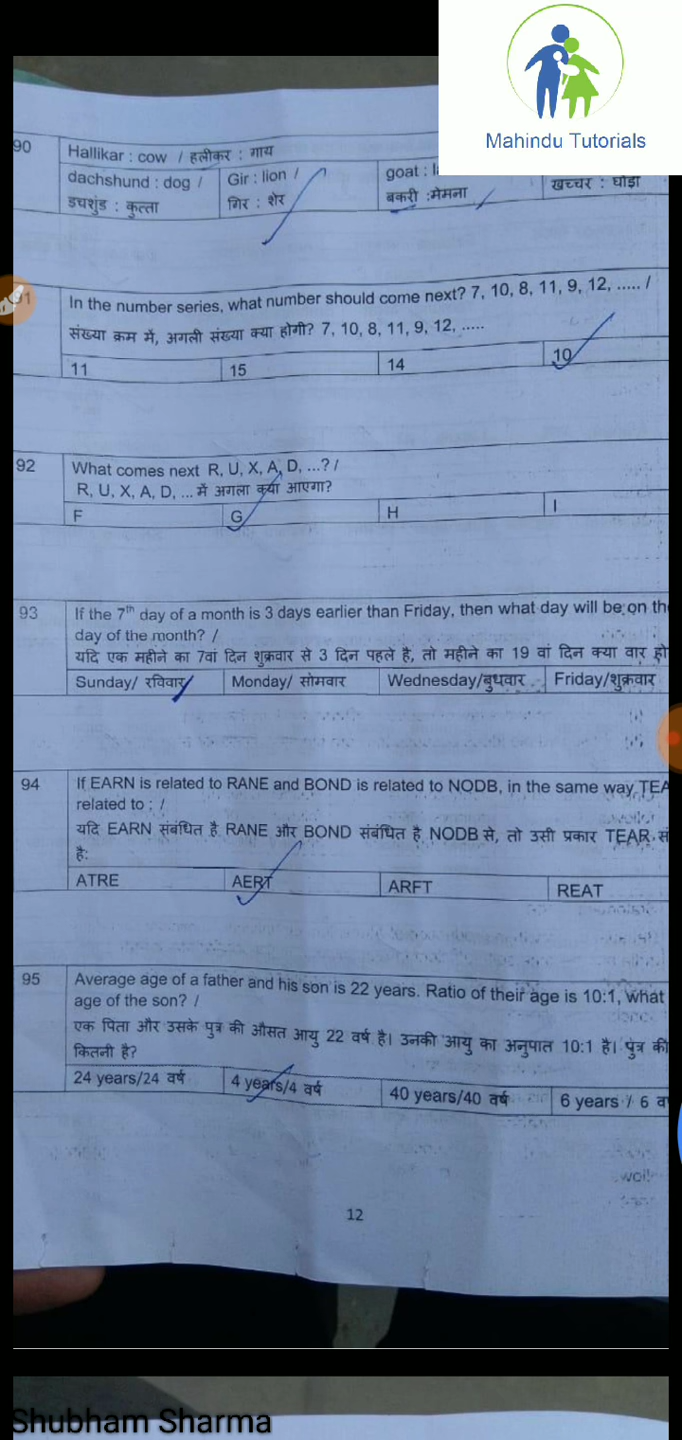 Mahindu Tutorials
90
Hallikar : cow / हलीकर : गाय
dachshund : dog /
डचशुंड : कुत्ता
Gir : lion /
गिर : शेर
goat :
बकरी :मेमना
खच्चर : घोड़ा
91
In the number series, what number should come next? 7, 10, 8, 11, 9, 12, ..... /
संख्या क्रम में, अगली संख्या क्या होगी? 7, 10, 8, 11, 9, 12, .....
11 15 14 10
92
What comes next R, U, X, A, D, ...? /
R, U, X, A, D, ... में अगला क्या आएगा?
F G H I
93
If the 7th day of a month is 3 days earlier than Friday, then what day will be on th
day of the month? /
यदि एक महीने का 7वां दिन शुक्रवार से 3 दिन पहले है, तो महीने का 19 वां दिन क्या वार हो
Sunday/ रविवार Monday/ सोमवार Wednesday/बुधवार Friday/शुक्रवार
94
If EARN is related to RANE and BOND is related to NODB, in the same way, TEA
related to : /
यदि EARN संबंधित है RANE और BOND संबंधित है NODB से, तो उसी प्रकार TEAR सं
है:
ATRE AERT ARFT REAT
95
Average age of a father and his son is 22 years. Ratio of their age is 10:1, what
age of the son? /
एक पिता और उसके पुत्र की औसत आयु 22 वर्ष है। उनकी आयु का अनुपात 10:1 है। पुत्र की
कितनी है?
24 years/24 वर्ष 4 years/4 वर्ष 40 years/40 वर्ष 6 years / 6 व
12
Shubham Sharma